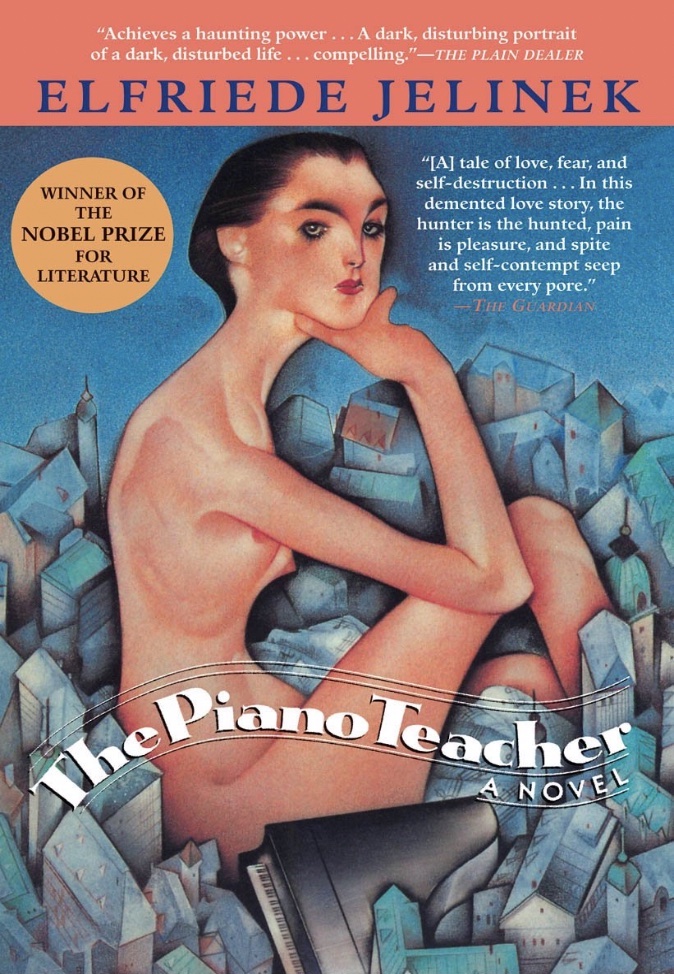 “Achieves a haunting power . . . A dark, disturbing portrait
of a dark, disturbed life . . . compelling.”—THE PLAIN DEALER
ELFRIEDE JELINEK
WINNER OF
THE
NOBEL PRIZE
FOR
LITERATURE
“[A] tale of love, fear, and
self-destruction . . . In this
demented love story, the
hunter is the hunted, pain
is pleasure, and spite
and self-contempt seep
from every pore.”
—THE GUARDIAN
The Piano Teacher
A NOVEL